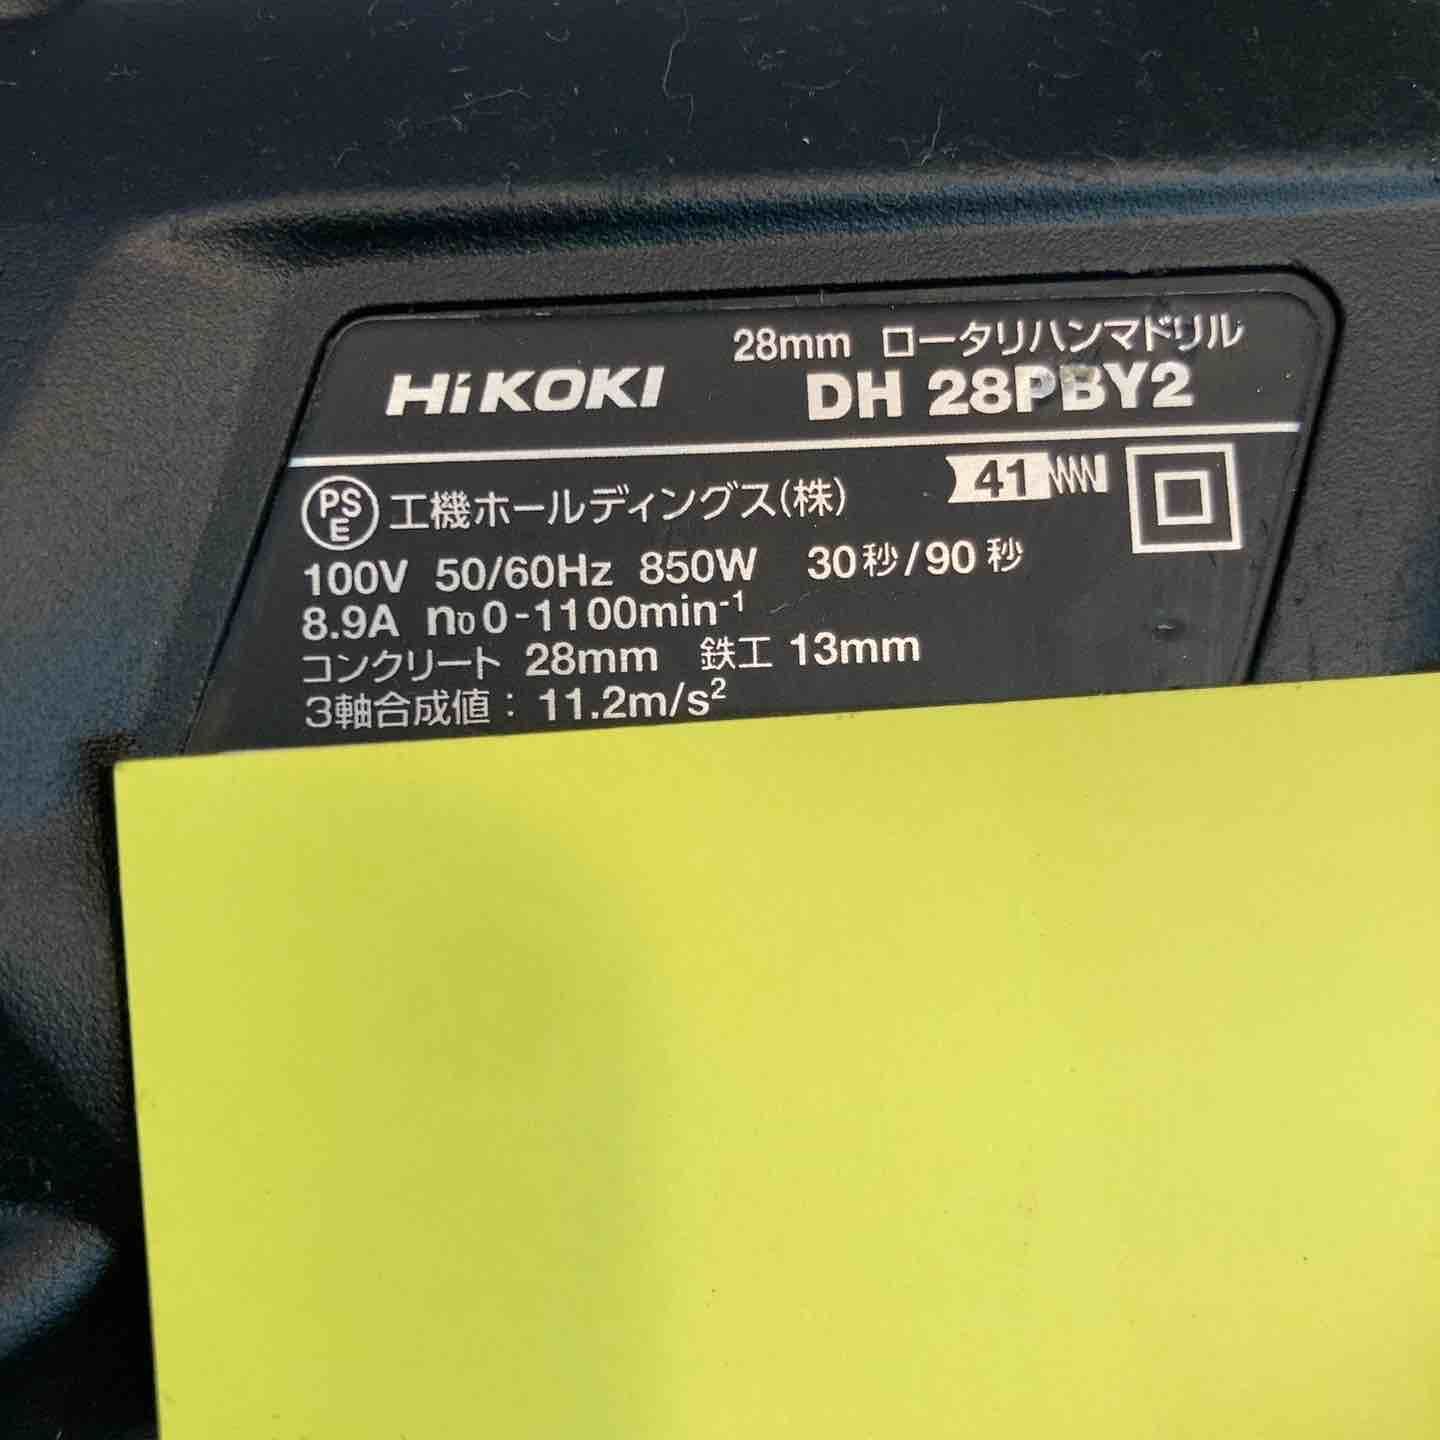 28mm ロータリハンマドリル
HiKOKI DH 28PBY2
PSE 工機ホールディングス(株) 41
100V 50/60Hz 850W 30秒/90秒
8.9A n₀ 0-1100min⁻¹
コンクリート 28mm 鉄工 13mm
3軸合成値：11.2m/s²